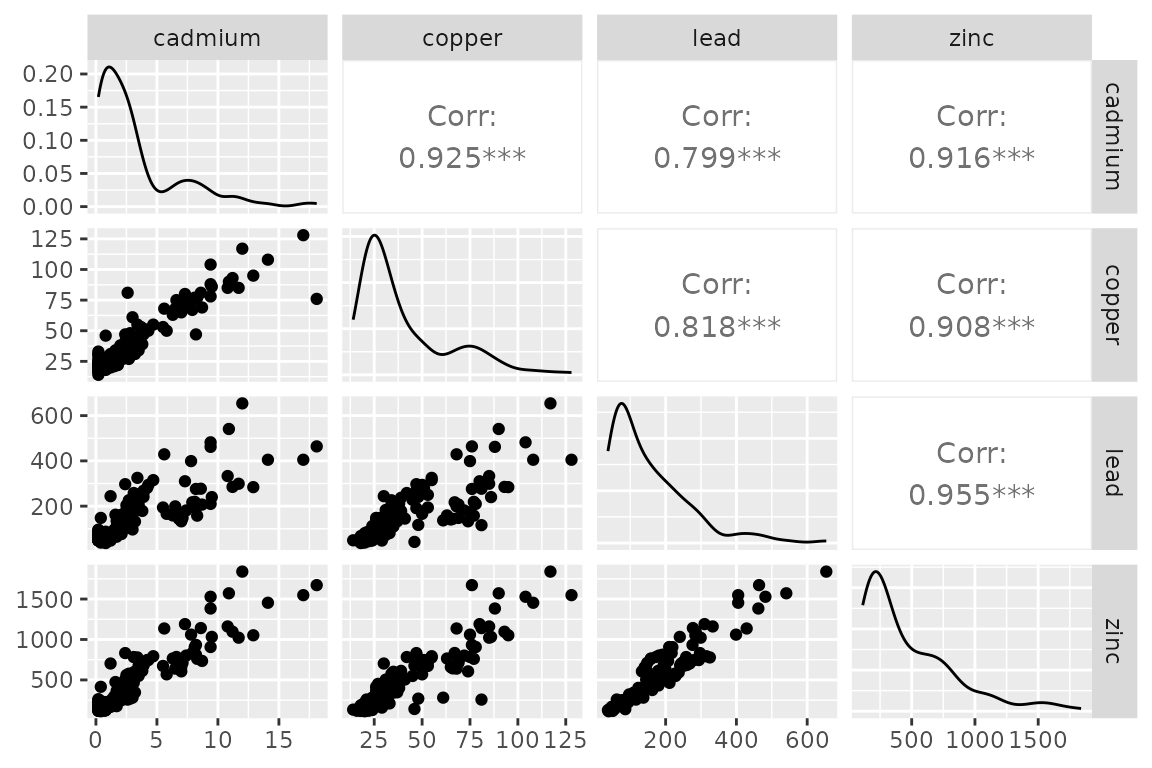 cadmium
copper
lead
zinc
0.20
0.15
0.10
0.05
0.00
Corr:
0.925***
Corr:
0.799***
Corr:
0.916***
cadmium
125
100
75
50
25
Corr:
0.818***
Corr:
0.908***
copper
600
400
200
Corr:
0.955***
lead
1500
1000
500
zinc
0 5 10 15
25 50 75 100 125
200 400 600
500 1000 1500